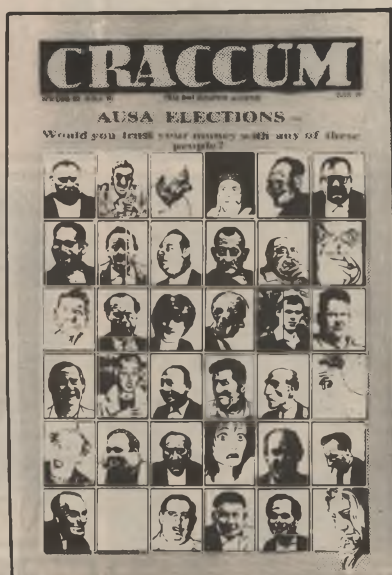 CRACCUM
AUSA ELECTIONS –
Would you trust your money with any of these
people?